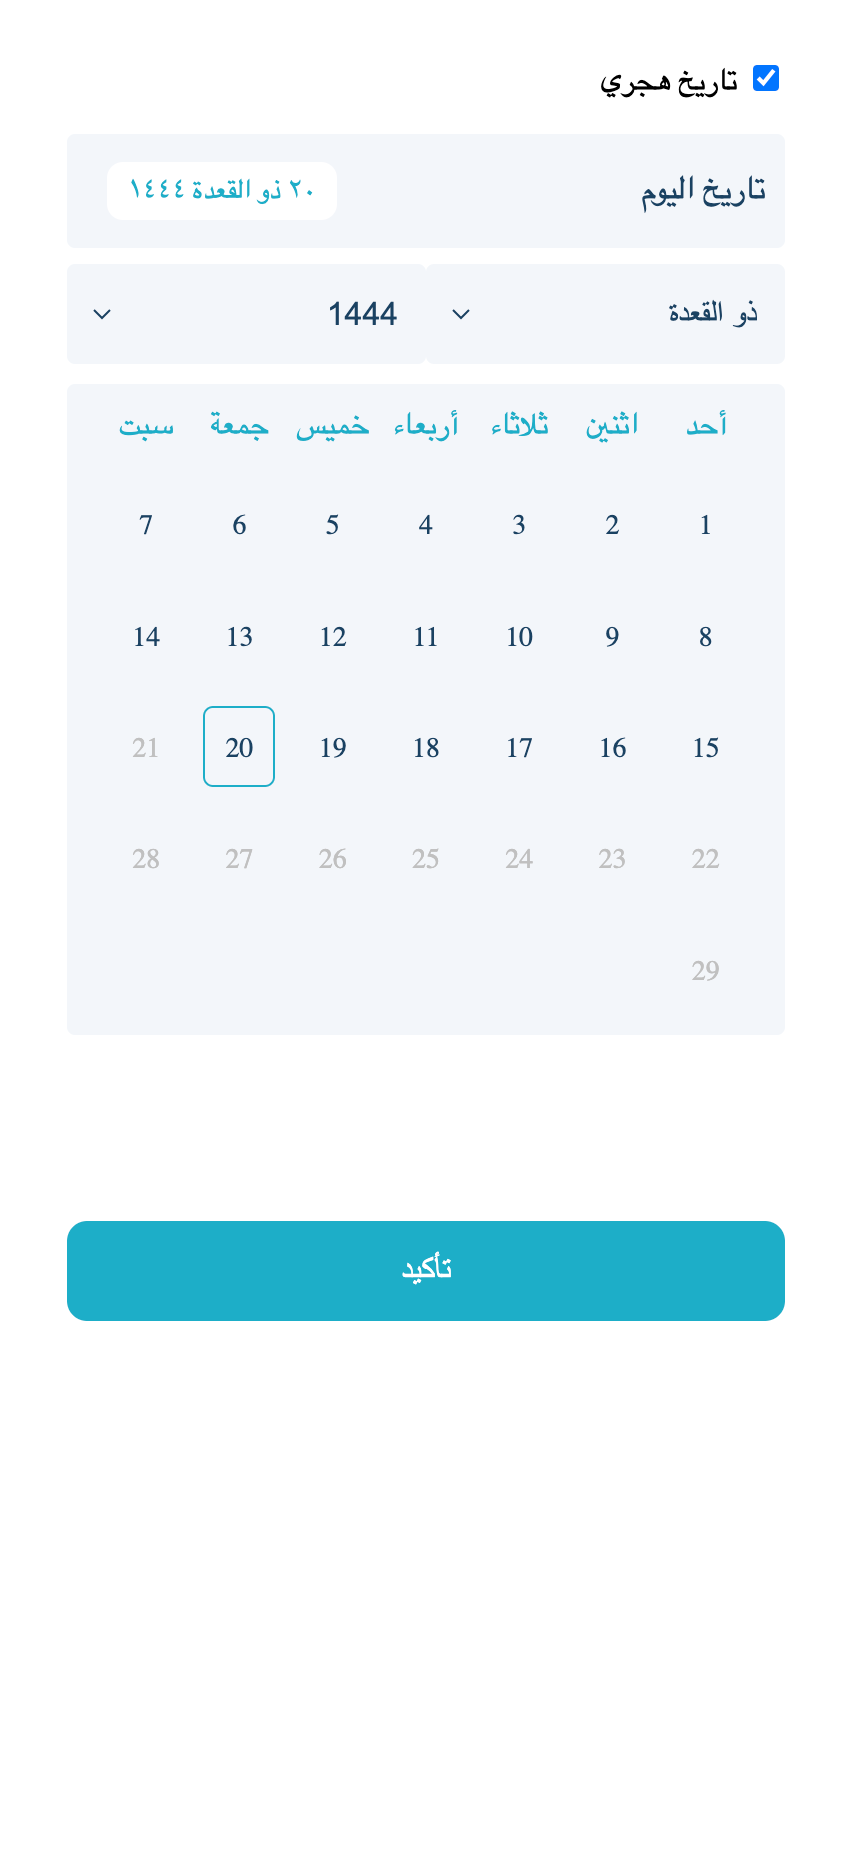 تاريخ هجري
تاريخ اليوم
٢٠ ذو القعدة ١٤٤٤
ذو القعدة 1444
أحد اثنين ثلاثاء أربعاء خميس جمعة سبت
1 2 3 4 5 6 7
8 9 10 11 12 13 14
15 16 17 18 19 20 21
22 23 24 25 26 27 28
29
تأكيد